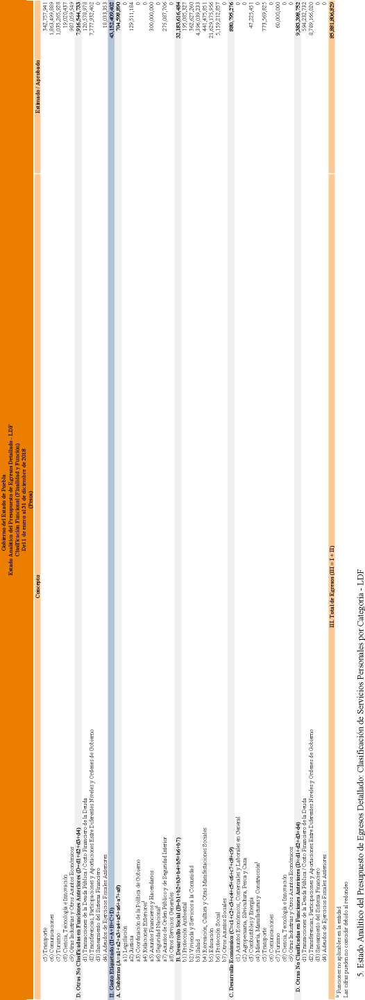 Gobierno del Estado de Puebla
Estado Analítico del Presupuesto de Egresos Detallado - LDF
Clasificación Funcional (Finalidad y Función)
Del 1 de enero al 31 de diciembre de 2018
(Pesos)
Concepto Estimado / Aprobado
c5) Transporte 342,757,941
c6) Comunicaciones 1,863,499,889
c7) Turismo 1,035,265,928
c8) Ciencia, Tecnología e Innovación 19,020,437
c9) Otras Industrias y Otros Asuntos Económicos 987,059,549
D. Otras No Clasificadas en Funciones Anteriores (D=d1+d2+d3+d4) 7,916,544,733
d1) Transacciones de la Deuda Pública / Costo Financiero de la Deuda 120,578,978
d2) Transferencias, Participaciones y Aportaciones Entre Diferentes Niveles y Ordenes de Gobierno 7,777,932,402
d3) Saneamiento del Sistema Financiero 0
d4) Adeudos de Ejercicios Fiscales Anteriores 18,033,353
II. Gasto Etiquetado (II=A+B+C+D) 43,152,409,402
A. Gobierno (A=a1+a2+a3+a4+a5+a6+a7+a8) 704,598,890
a1) Legislación 0
a2) Justicia 129,511,184
a3) Coordinación de la Política de Gobierno 0
a4) Relaciones Exteriores¹ 0
a5) Asuntos Financieros y Hacendarios 300,000,000
a6) Seguridad Nacional¹ 0
a7) Asuntos de Orden Público y de Seguridad Interior 275,087,706
a8) Otros Servicios Generales 0
B. Desarrollo Social (B=b1+b2+b3+b4+b5+b6+b7) 32,183,616,484
b1) Protección Ambiental 195,085,327
b2) Vivienda y Servicios a la Comunidad 362,627,260
b3) Salud 4,396,039,233
b4) Recreación, Cultura y Otras Manifestaciones Sociales 441,475,851
b5) Educación 21,629,175,956
b6) Protección Social 5,159,212,857
b7) Otros Asuntos Sociales 0
C. Desarrollo Económico (C=c1+c2+c3+c4+c5+c6+c7+c8+c9) 880,795,276
c1) Asuntos Económicos, Comerciales y Laborales en General 0
c2) Agropecuaria, Silvicultura, Pesca y Caza 0
c3) Combustibles y Energía 47,225,451
c4) Minería, Manufacturas y Construcción¹ 0
c5) Transporte 773,569,825
c6) Comunicaciones 0
c7) Turismo 60,000,000
c8) Ciencia, Tecnología e Innovación 0
c9) Otras Industrias y Otros Asuntos Económicos 0
D. Otras No Clasificadas en Funciones Anteriores (D=d1+d2+d3+d4) 9,383,398,752
d1) Transacciones de la Deuda Pública / Costo Financiero de la Deuda 594,232,732
d2) Transferencias, Participaciones y Aportaciones Entre Diferentes Niveles y Ordenes de Gobierno 8,789,166,020
d3) Saneamiento del Sistema Financiero 0
d4) Adeudos de Ejercicios Fiscales Anteriores 0
III. Total de Egresos (III = I + II) 85,881,906,829
1/ Funciones no aplicables en la entidad.
Las cifras pueden no coincidir debido al redondeo
5. Estado Analítico del Presupuesto de Egresos Detallado: Clasificación de Servicios Personales por Categoría - LDF